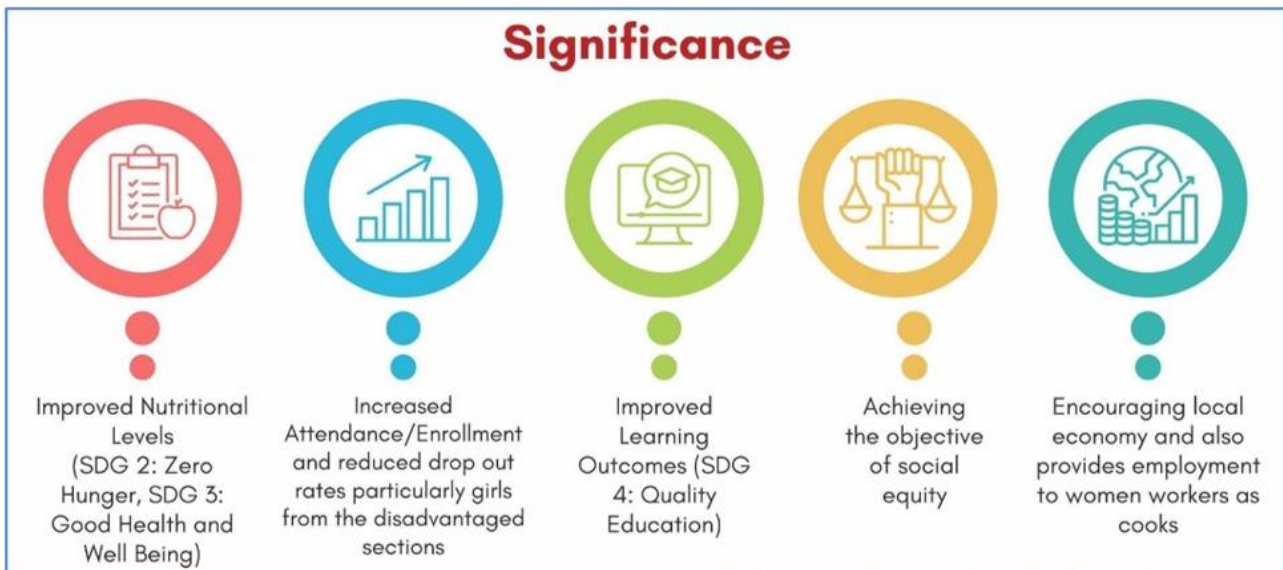 Significance
Improved Nutritional
Levels
(SDG 2: Zero
Hunger, SDG 3:
Good Health and
Well Being)
Increased
Attendance/Enrollment
and reduced drop out
rates particularly girls
from the disadvantaged
sections
Improved
Learning
Outcomes (SDG
4: Quality
Education)
Achieving
the objective
of social
equity
Encouraging local
economy and also
provides employment
to women workers as
cooks